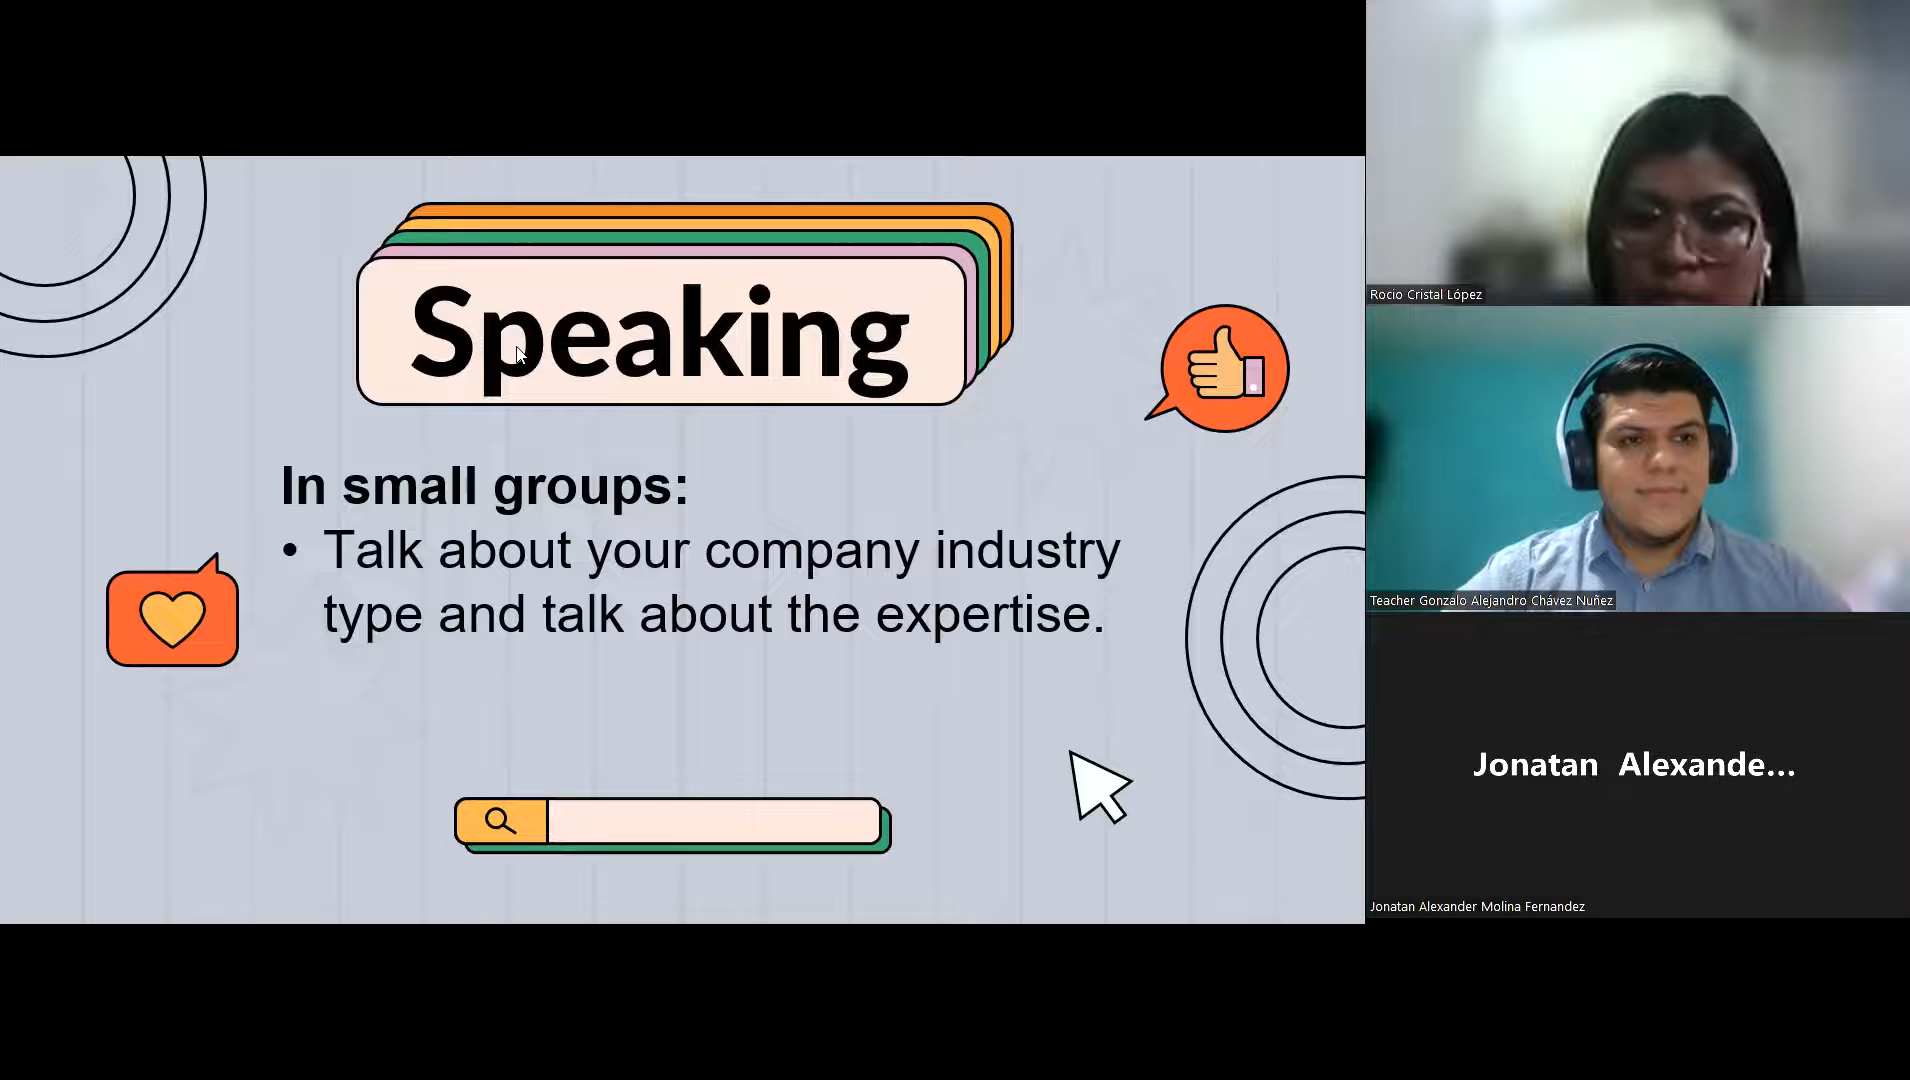 Speaking
In small groups:
• Talk about your company industry
type and talk about the expertise.
Rocio Cristal López
Teacher Gonzalo Alejandro Chávez Nuñez
Jonatan Alexande...
Jonatan Alexander Molina Fernandez